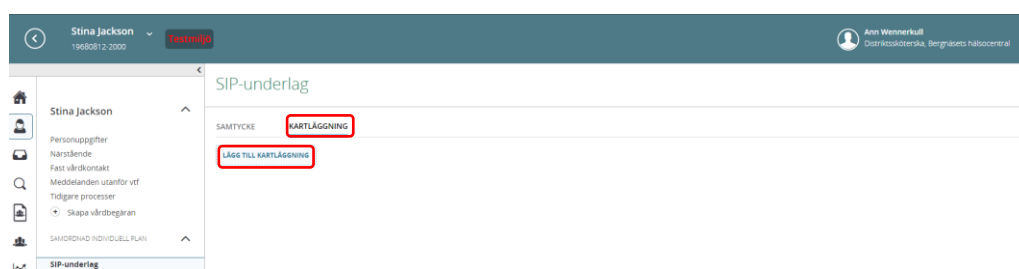 Stina Jackson
19680812-2000
Testmiljö
Ann Wennerkull
Distriktssköterska, Bergnäsets hälsocentral
SIP-underlag
Stina Jackson
SAMTYCKE
KARTLÄGGNING
Personuppgifter
Närstående
Fast vårdkontakt
Meddelanden utanför vtf
Tidigare processer
Skapa vårdbegäran
LÄGG TILL KARTLÄGGNING
SAMORDNAD INDIVIDUELL PLAN
SIP-underlag